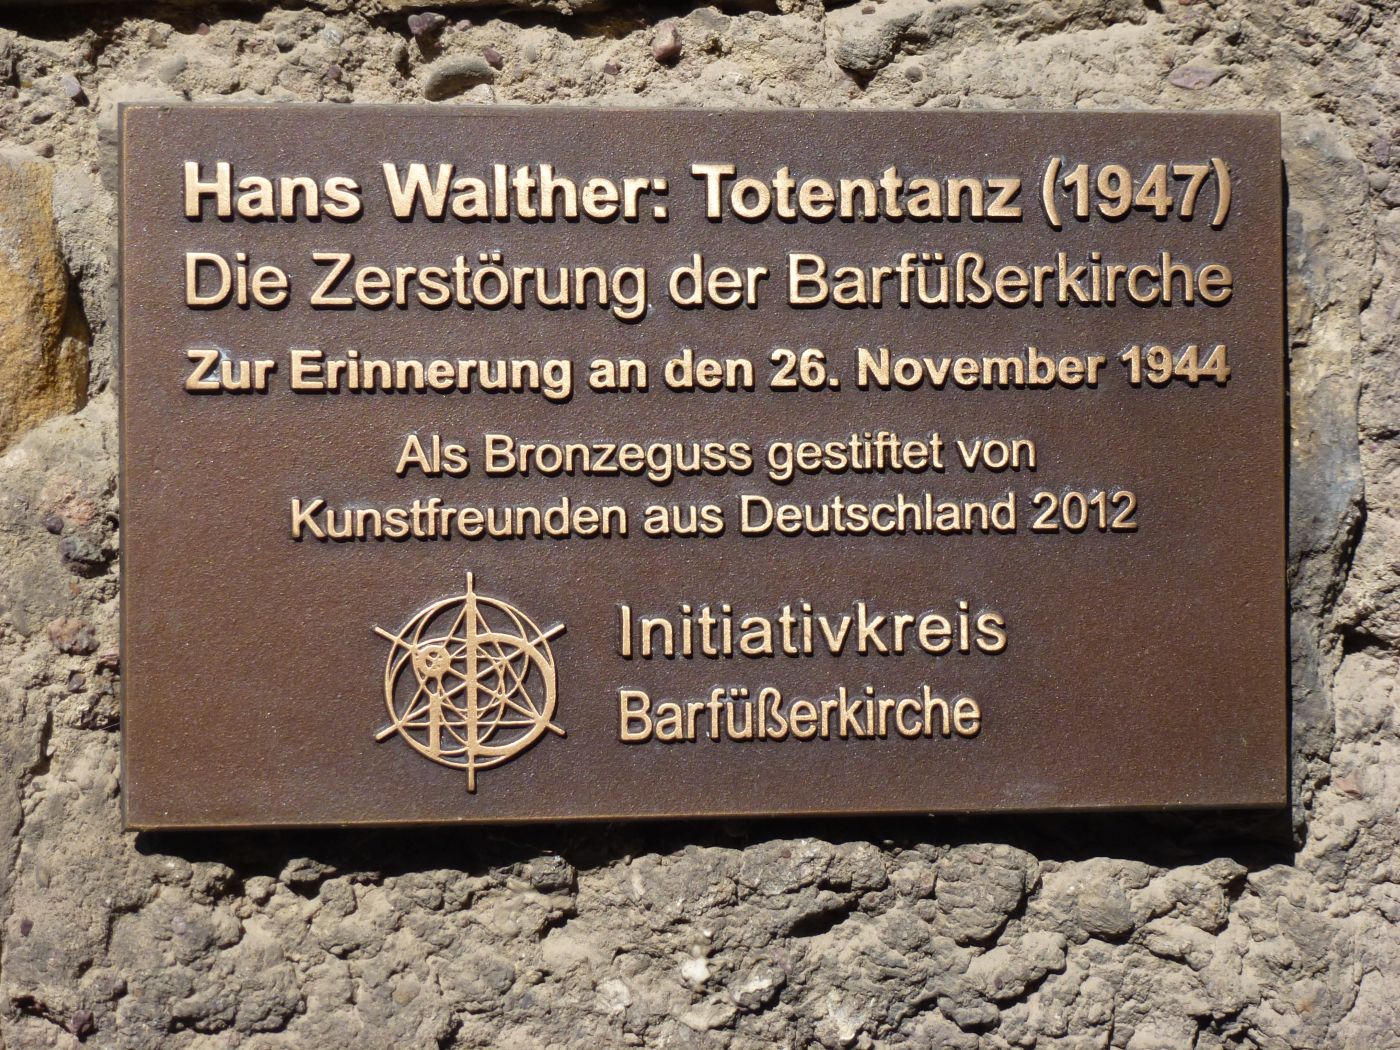 Hans Walther: Totentanz (1947)
Die Zerstörung der Barfüßerkirche
Zur Erinnerung an den 26. November 1944
Als Bronzeguss gestiftet von
Kunstfreunden aus Deutschland 2012
Initiativkreis
Barfüßerkirche